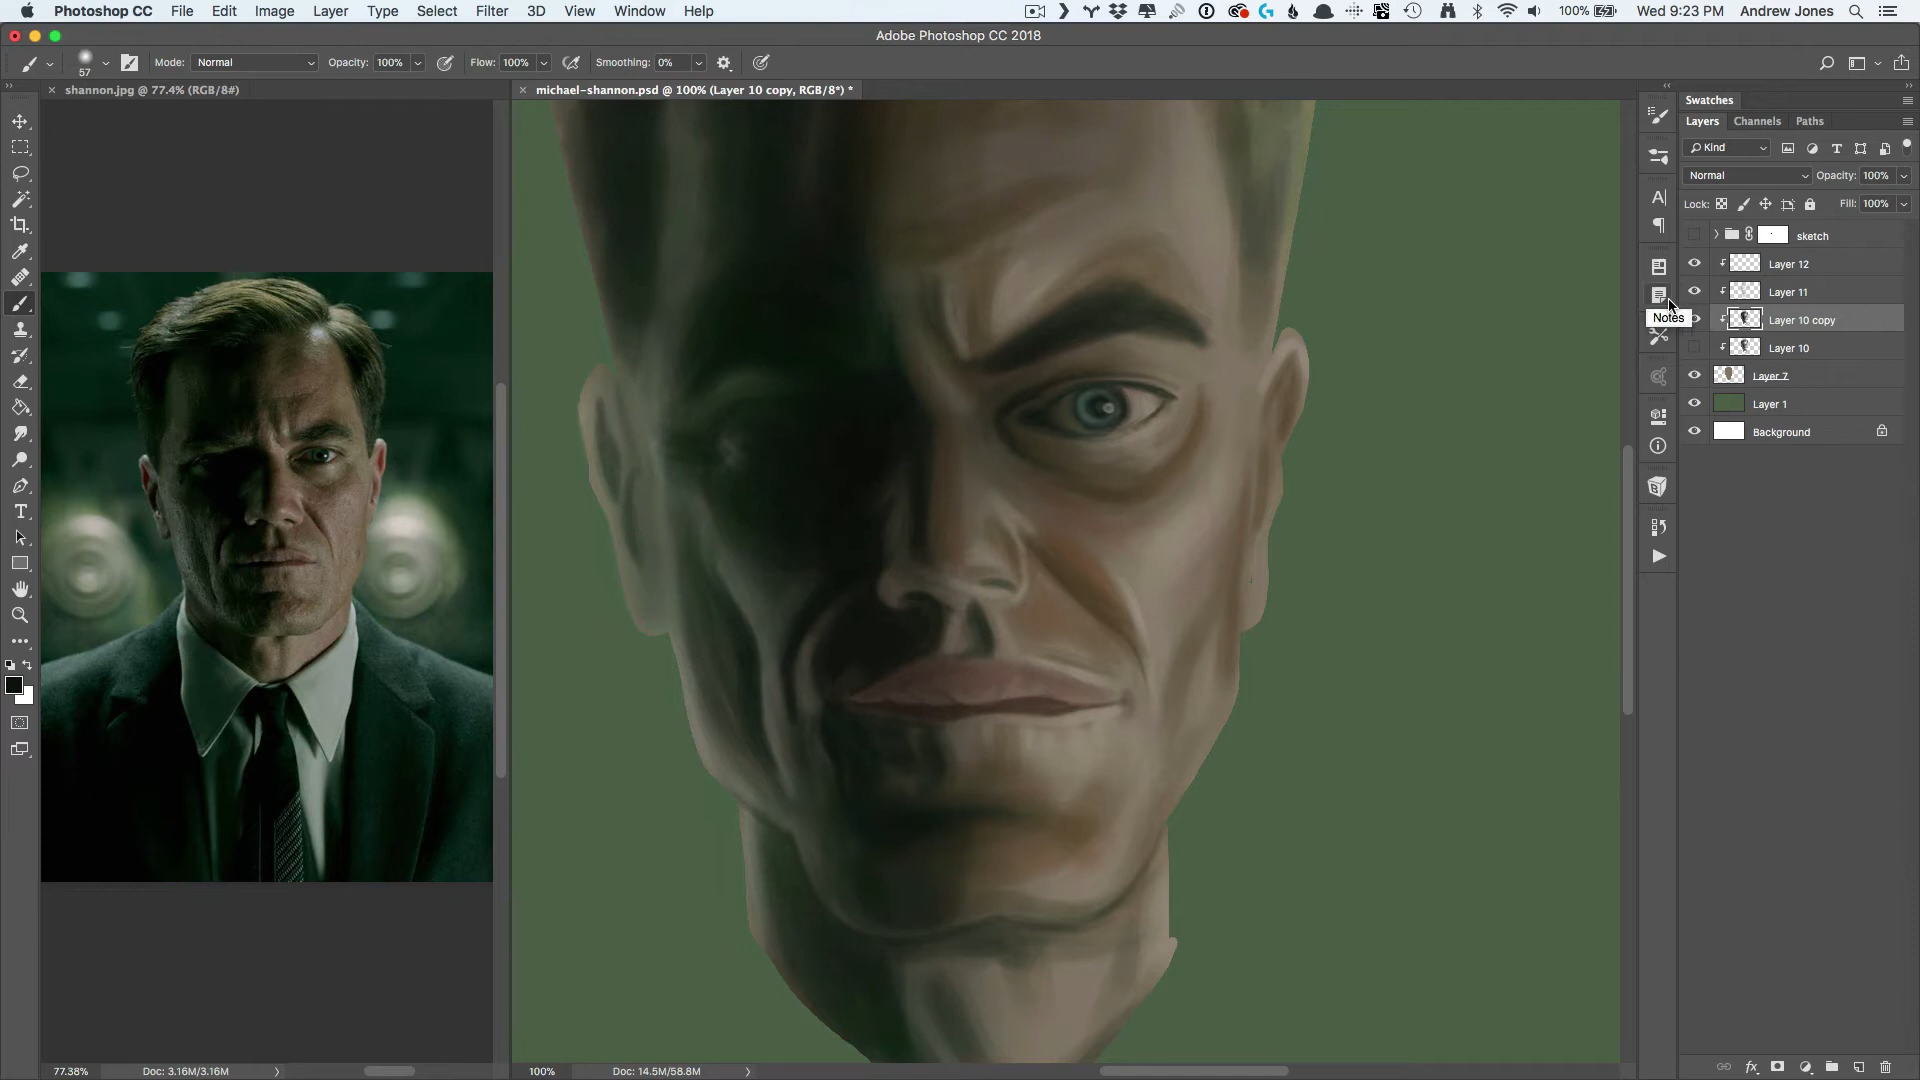 Photoshop CC File Edit Image Layer Type Select Filter 3D View Window Help 100% Wed 9:23 PM Andrew Jones
Adobe Photoshop CC 2018
57 Mode: Normal Opacity: 100% Flow: 100% Smoothing: 0%
shannon.jpg @ 77.4% (RGB/8#)
michael-shannon.psd @ 100% (Layer 10 copy, RGB/8*) *
Swatches
Layers Channels Paths
Kind
Normal Opacity: 100%
Lock: Fill: 100%
sketch
Layer 12
Layer 11
Layer 10 copy
Notes
Layer 10
Layer 7
Layer 1
Background
77.38% Doc: 3.16M/3.16M
100% Doc: 14.5M/58.8M